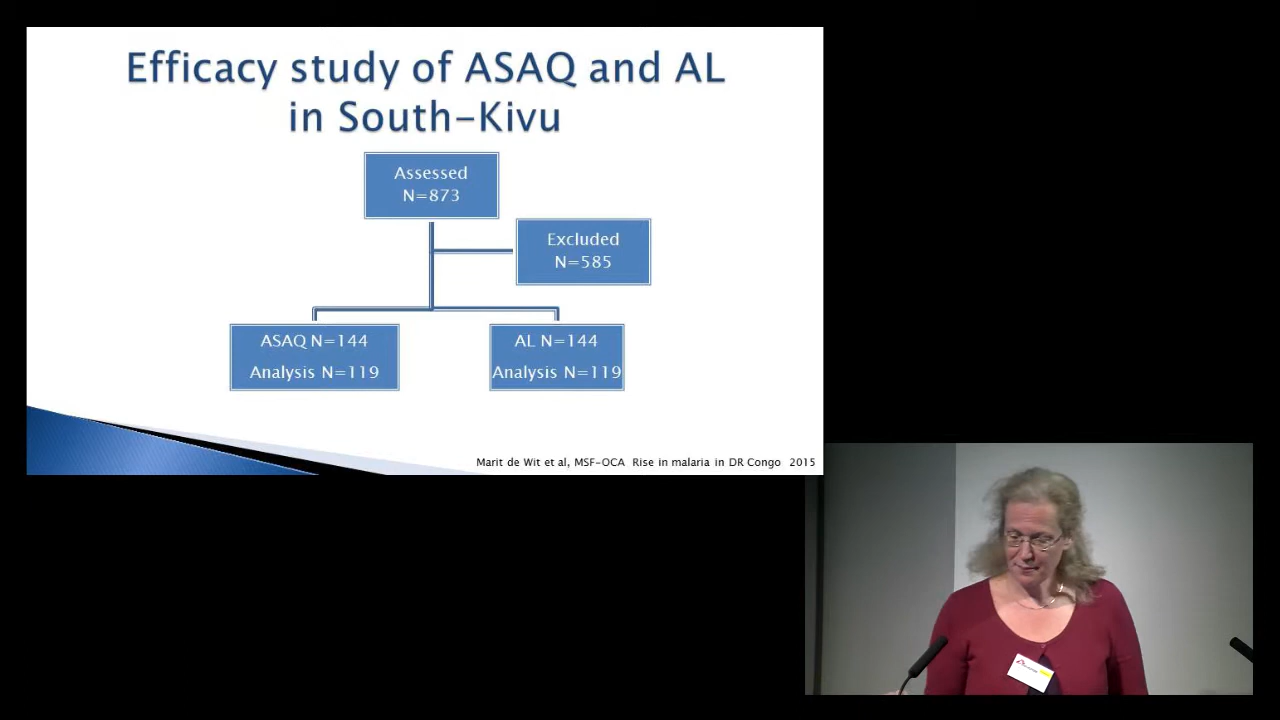 Efficacy study of ASAQ and AL
in South-Kivu
Assessed
N=873
Excluded
N=585
ASAQ N=144
Analysis N=119
AL N=144
Analysis N=119
Marit de Wit et al, MSF-OCA Rise in malaria in DR Congo 2015